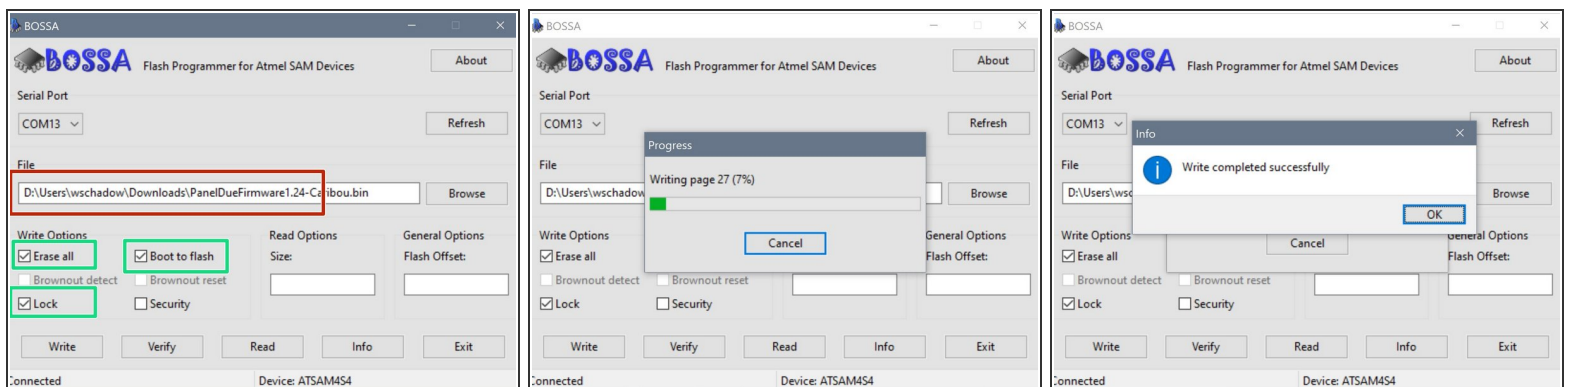 BOSSA
BOSSA Flash Programmer for Atmel SAM Devices About
Serial Port
COM13 Refresh
File
D:\Users\wschadow\Downloads\PanelDueFirmware1.24-Caribou.bin Browse
Write Options Read Options General Options
Erase all Boot to flash Size: Flash Offset:
Brownout detect Brownout reset
Lock Security
Write Verify Read Info Exit
Connected Device: ATSAM4S4
BOSSA
BOSSA Flash Programmer for Atmel SAM Devices About
Serial Port
COM13 Refresh
Progress
File
Writing page 27 (7%)
D:\Users\wschadow Browse
Write Options General Options
Cancel
Erase all Flash Offset:
Brownout detect Brownout reset
Lock Security
Write Verify Read Info Exit
Connected Device: ATSAM4S4
BOSSA
BOSSA Flash Programmer for Atmel SAM Devices About
Serial Port
COM13 Refresh
Info
File
Write completed successfully
D:\Users\wsc Browse
OK
Write Options General Options
Cancel
Erase all Flash Offset:
Brownout detect Brownout reset
Lock Security
Write Verify Read Info Exit
Connected Device: ATSAM4S4